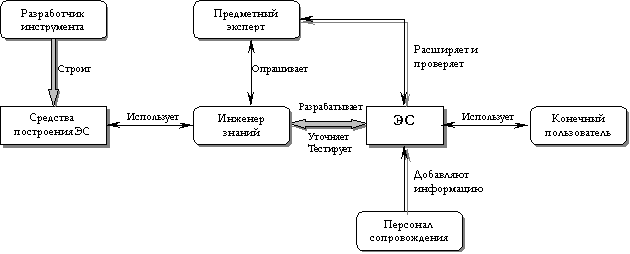 Разработчик
инструмента
Предметный
эксперт
Строит
Опрашивает
Расширяет и
проверяет
Средства
построения ЭС
Использует
Инженер
знаний
Разрабатывает
Уточняет
Тестирует
ЭС
Использует
Конечный
пользователь
Добавляют
информацию
Персонал
сопровождения